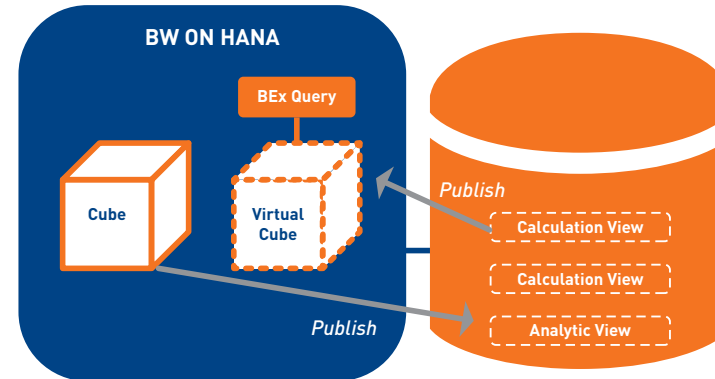 BW ON HANA
BEx Query
Cube
Virtual
Cube
Publish
Calculation View
Calculation View
Analytic View
Publish